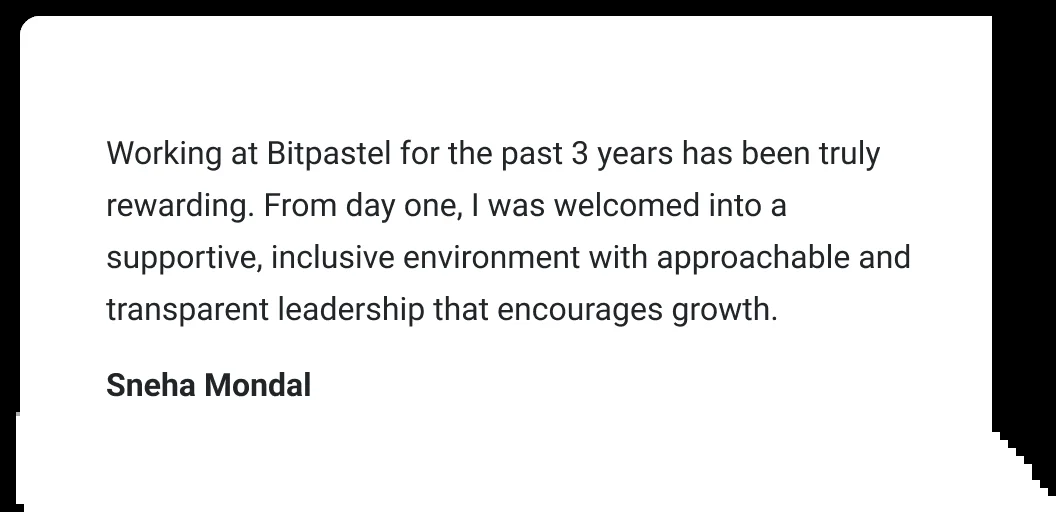 Working at Bitpastel for the past 3 years has been truly
rewarding. From day one, I was welcomed into a
supportive, inclusive environment with approachable and
transparent leadership that encourages growth.
Sneha Mondal